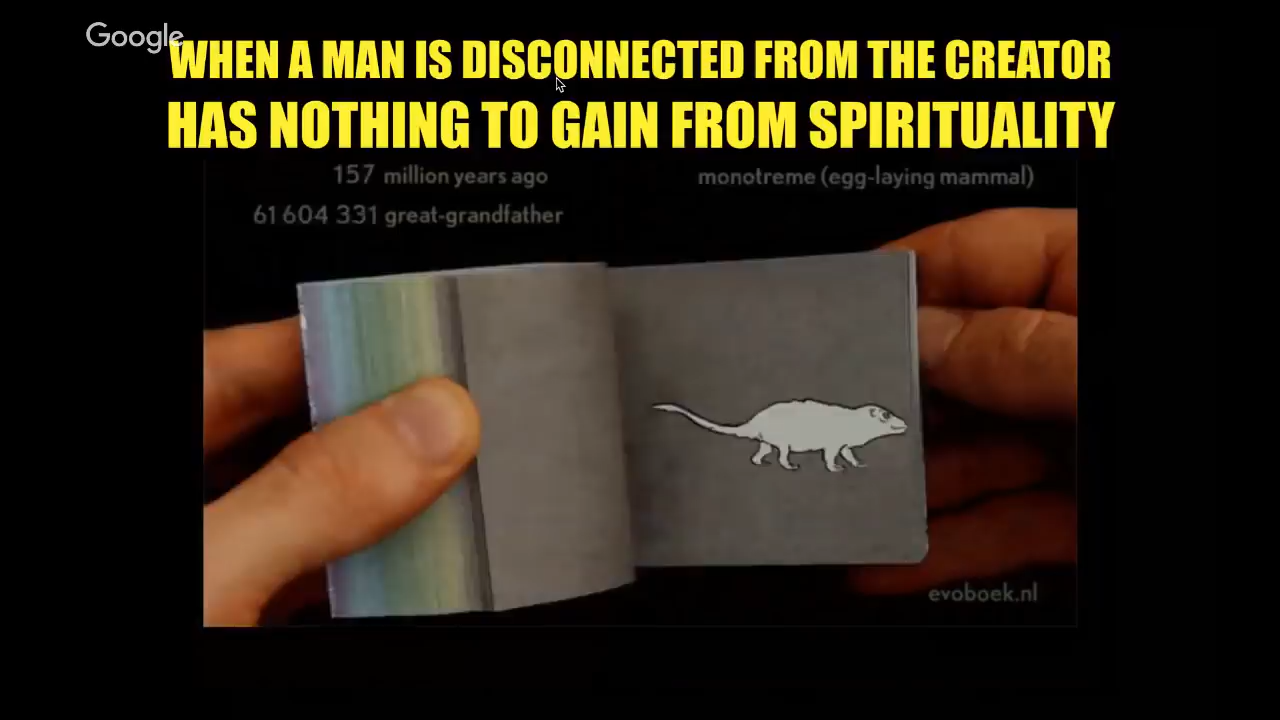 Google
WHEN A MAN IS DISCONNECTED FROM THE CREATOR
HAS NOTHING TO GAIN FROM SPIRITUALITY
157 million years ago
monotreme (egg-laying mammal)
61 604 331 great-grandfather
evoboek.nl